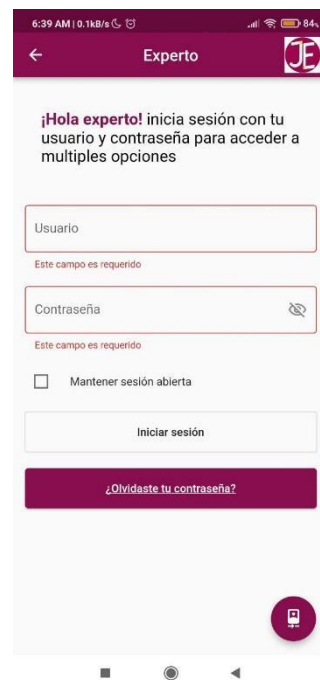 6:39 AM | 0.1kB/s
84
Experto
JE
¡Hola experto! inicia sesión con tu
usuario y contraseña para acceder a
multiples opciones
Usuario
Este campo es requerido
Contraseña
Este campo es requerido
Mantener sesión abierta
Iniciar sesión
¿Olvidaste tu contraseña?